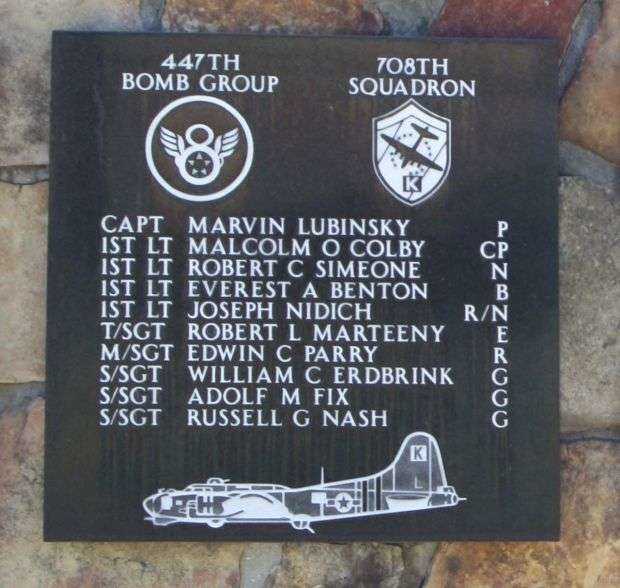 447TH
BOMB GROUP
708TH
SQUADRON
8
K
CAPT MARVIN LUBINSKY P
1ST LT MALCOLM O COLBY CP
1ST LT ROBERT C SIMEONE N
1ST LT EVEREST A BENTON B
1ST LT JOSEPH NIDICH R/N
T/SGT ROBERT L MARTEENY E
M/SGT EDWIN C PARRY R
S/SGT WILLIAM C ERDBRINK G
S/SGT ADOLF M FIX G
S/SGT RUSSELL G NASH G
K
L